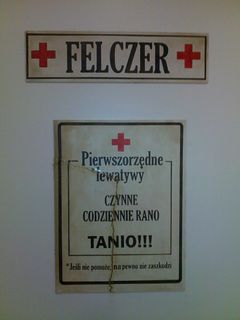 FELCZER
Pierwszorzędne
lewatywy
CZYNNE
CODZIENNIE RANO
TANIO!!!
*Jeśli nie pomoże, na pewno nie zaszkodzi